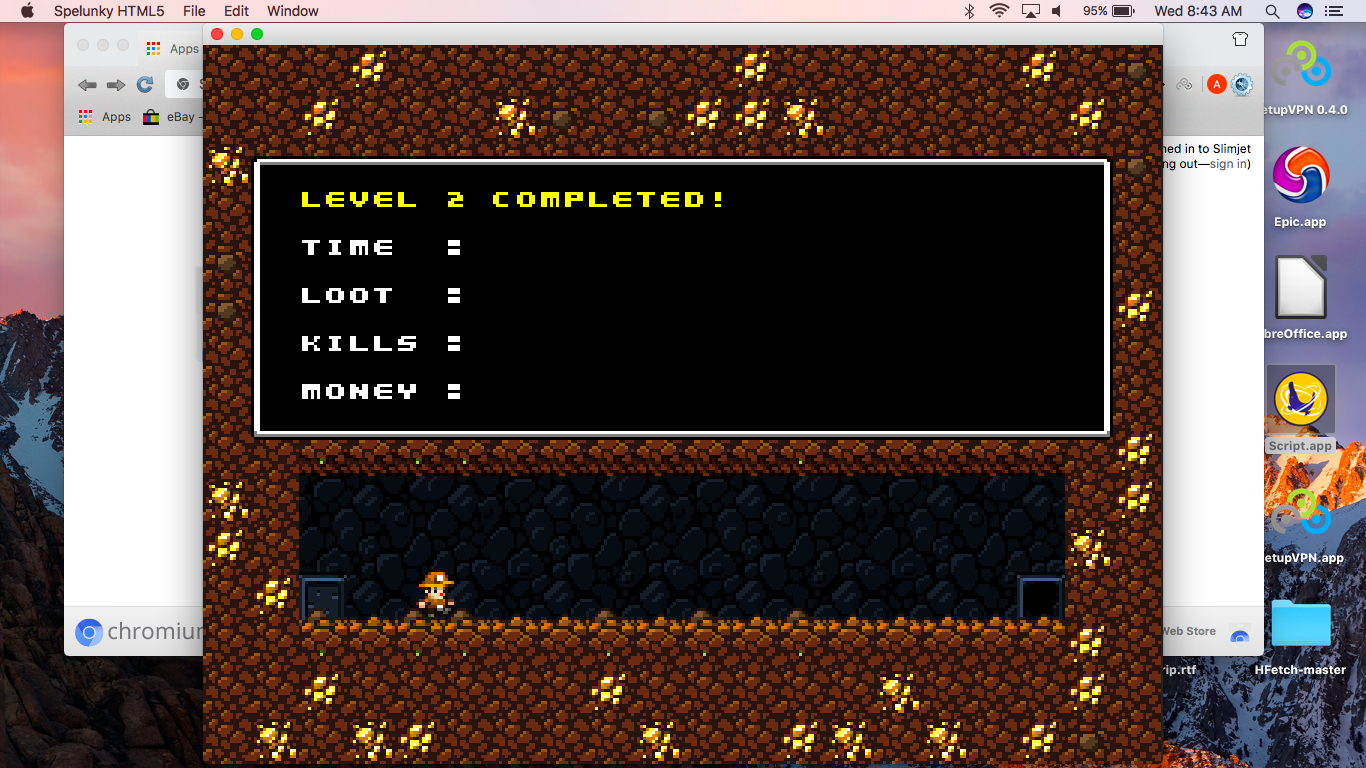 Spelunky HTML5 File Edit Window 95% Wed 8:43 AM
Apps
S
A
Apps eBay -
etupVPN 0.4.0
ned in to Slimjet
ng out—sign in)
LEVEL 2 COMPLETED!
Epic.app
TIME :
LOOT :
breOffice.app
KILLS :
MONEY :
Script.app
etupVPN.app
chromiun
Web Store
rip.rtf
HFetch-master